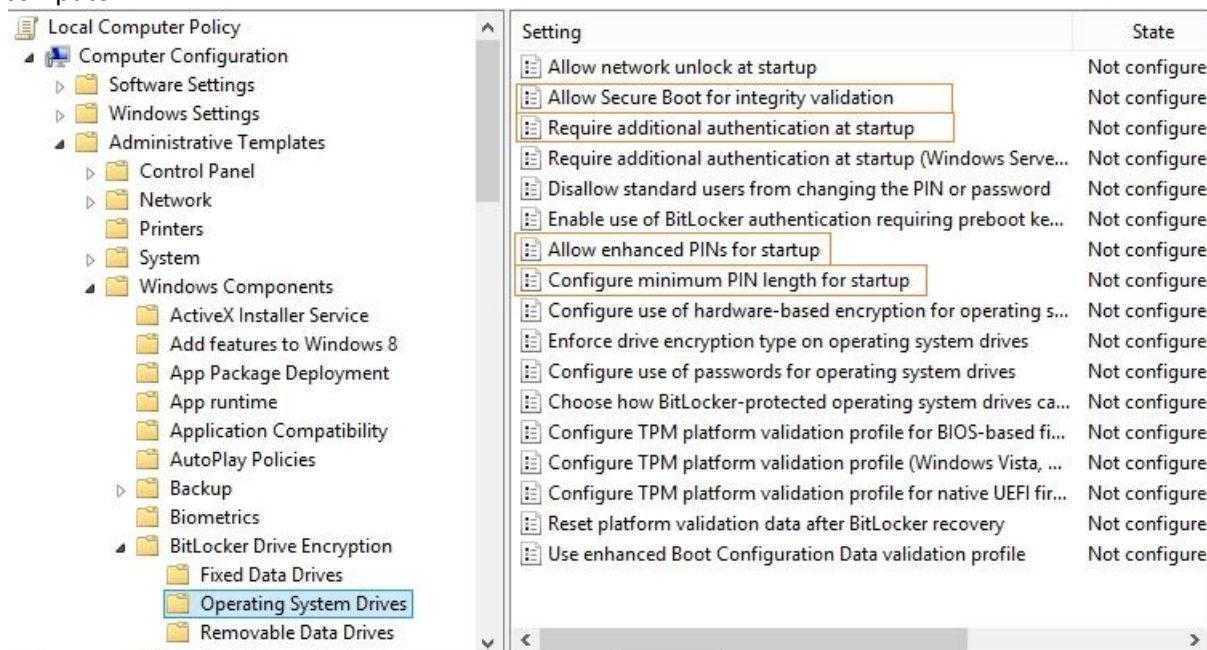 Local Computer Policy
Computer Configuration
Software Settings
Windows Settings
Administrative Templates
Control Panel
Network
Printers
System
Windows Components
ActiveX Installer Service
Add features to Windows 8
App Package Deployment
App runtime
Application Compatibility
AutoPlay Policies
Backup
Biometrics
BitLocker Drive Encryption
Fixed Data Drives
Operating System Drives
Removable Data Drives
Setting State
Allow network unlock at startup Not configure
Allow Secure Boot for integrity validation Not configure
Require additional authentication at startup Not configure
Require additional authentication at startup (Windows Serve... Not configure
Disallow standard users from changing the PIN or password Not configure
Enable use of BitLocker authentication requiring preboot ke... Not configure
Allow enhanced PINs for startup Not configure
Configure minimum PIN length for startup Not configure
Configure use of hardware-based encryption for operating s... Not configure
Enforce drive encryption type on operating system drives Not configure
Configure use of passwords for operating system drives Not configure
Choose how BitLocker-protected operating system drives ca... Not configure
Configure TPM platform validation profile for BIOS-based fi... Not configure
Configure TPM platform validation profile (Windows Vista, ... Not configure
Configure TPM platform validation profile for native UEFI fir... Not configure
Reset platform validation data after BitLocker recovery Not configure
Use enhanced Boot Configuration Data validation profile Not configure